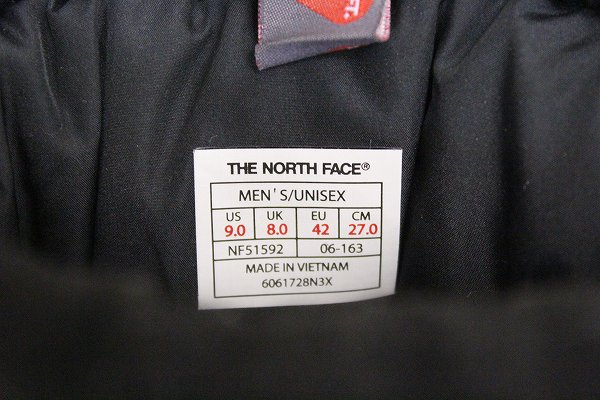 FT.
THE NORTH FACE®
MEN'S/UNISEX
US UK EU CM
9.0 8.0 42 27.0
NF51592 06-163
MADE IN VIETNAM
6061728N3X